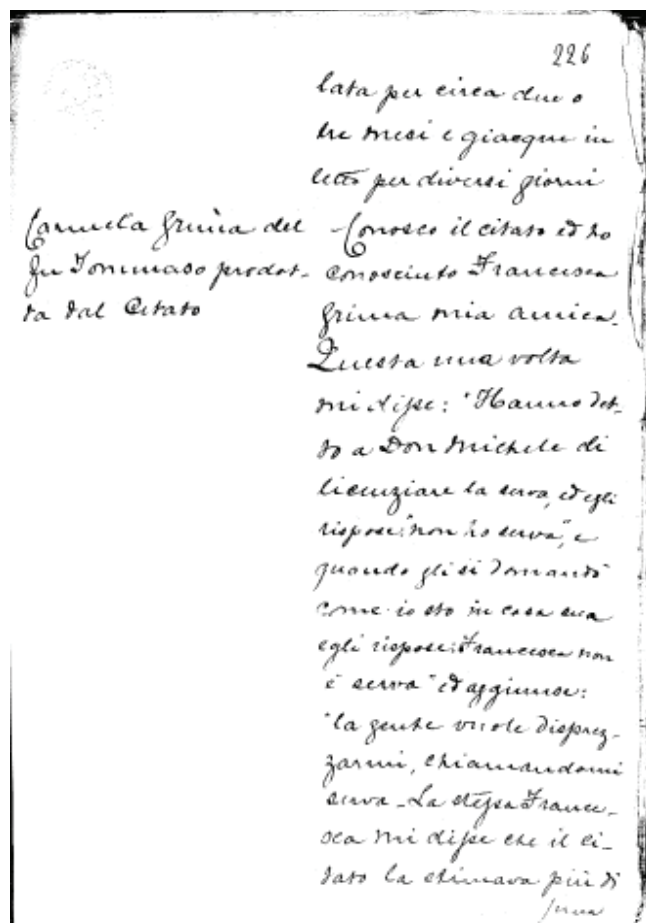 226
lata per circa due o
tre mesi e giacque in
letto per diversi giorni
Carmela Grima del
fu Tommaso prodot-
ta dal Citato
Conosco il citato ed ho
conosciuto Francesca
Grima mia amica.
Questa una volta
mi disse: "Hanno det-
to a Don Michele di
licenziare la serva, ed egli
rispose: "non ho serva", e
quando gli si domandò
come io sto in casa sua
egli rispose: Francesca non
è serva" ed aggiunse:
"la gente vuole disprez-
zarmi, chiamandomi
serva - La stessa France-
sca mi disse che il ci-
tato la stimava più di